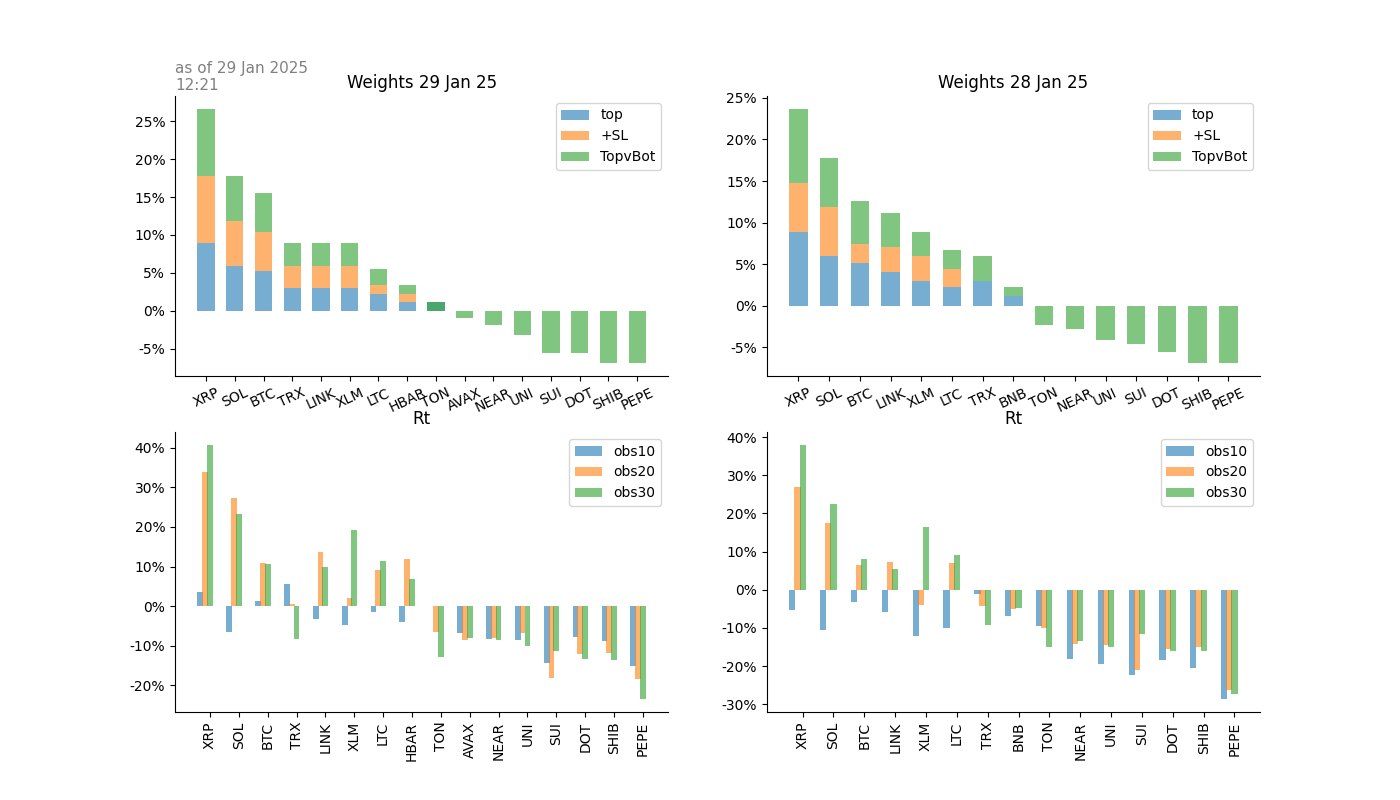 as of 29 Jan 2025
12:21
Weights 29 Jan 25
25%
20%
15%
10%
5%
0%
-5%
top
+SL
TopvBot
XRP SOL BTC TRX LINK XLM LTC HBAR TON AVAX NEAR UNI SUI DOT SHIB PEPE
Weights 28 Jan 25
25%
20%
15%
10%
5%
0%
-5%
top
+SL
TopvBot
XRP SOL BTC LINK XLM LTC TRX BNB TON NEAR UNI SUI DOT SHIB PEPE
Rt
40%
30%
20%
10%
0%
-10%
-20%
obs10
obs20
obs30
XRP SOL BTC TRX LINK XLM LTC HBAR TON AVAX NEAR UNI SUI DOT SHIB PEPE
Rt
40%
30%
20%
10%
0%
-10%
-20%
-30%
obs10
obs20
obs30
XRP SOL BTC LINK XLM LTC TRX BNB TON NEAR UNI SUI DOT SHIB PEPE